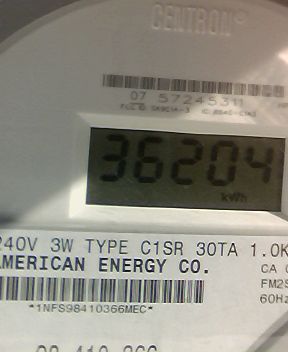 CENTRON®
07 57245311
36204
kWh
240V 3W TYPE C1SR 30TA 1.0K
AMERICAN ENERGY CO.
CA
FM2S
60Hz
*1NFS98410366MEC*